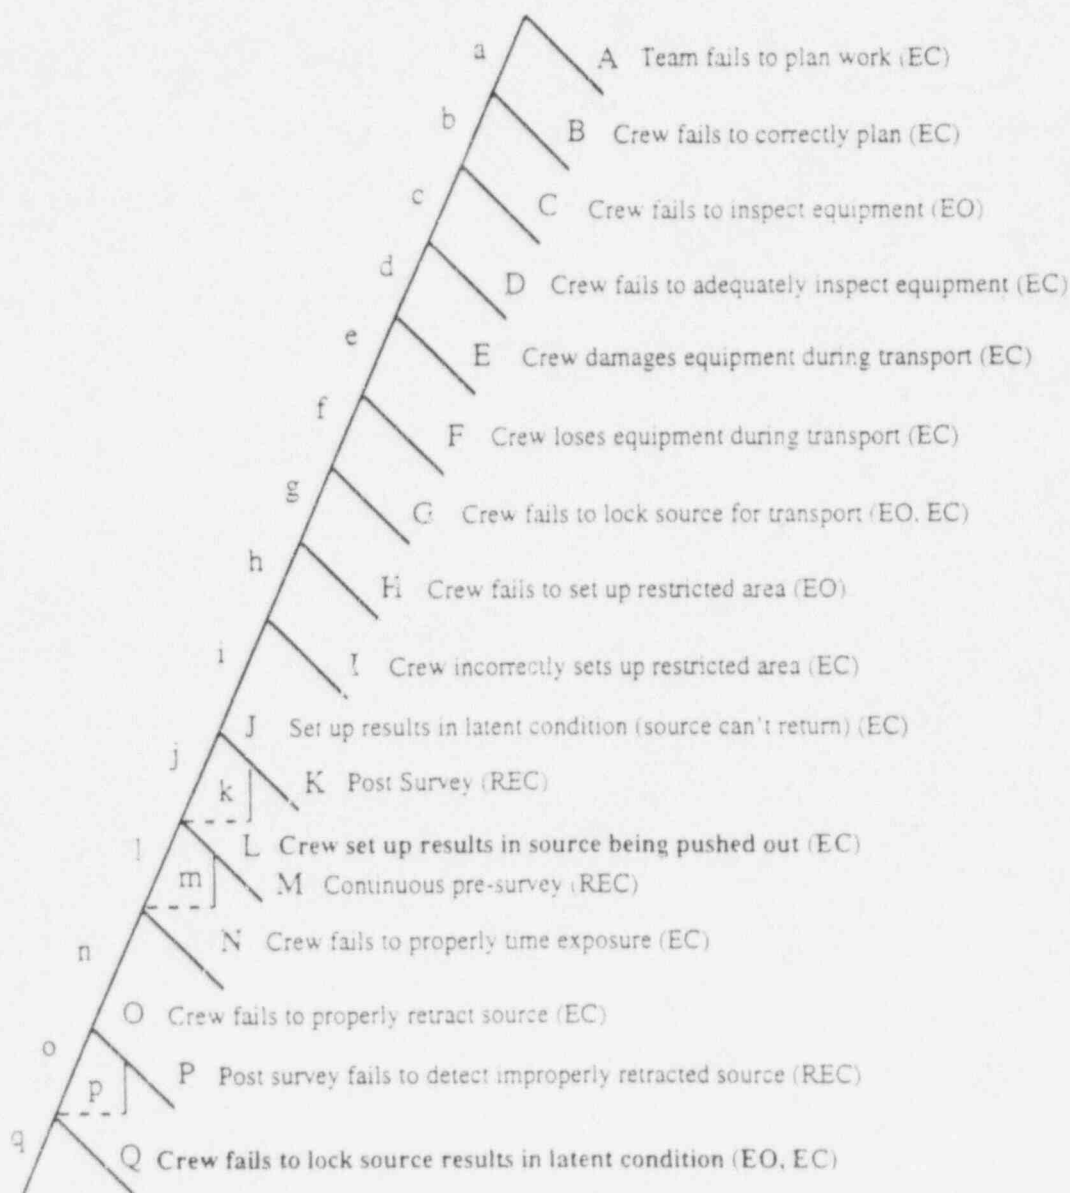 a
A Team fails to plan work (EC)
b
B Crew fails to correctly plan (EC)
c
C Crew fails to inspect equipment (EO)
d
D Crew fails to adequately inspect equipment (EC)
e
E Crew damages equipment during transport (EC)
f
F Crew loses equipment during transport (EC)
g
G Crew fails to lock source for transport (EO, EC)
h
H Crew fails to set up restricted area (EO)
i
I Crew incorrectly sets up restricted area (EC)
J Set up results in latent condition (source can't return) (EC)
j
K Post Survey (REC)
k
L Crew set up results in source being pushed out (EC)
l
m
M Continuous pre-survey (REC)
N Crew fails to properly time exposure (EC)
n
O Crew fails to properly retract source (EC)
o
P Post survey fails to detect improperly retracted source (REC)
p
q
Q Crew fails to lock source results in latent condition (EO, EC)